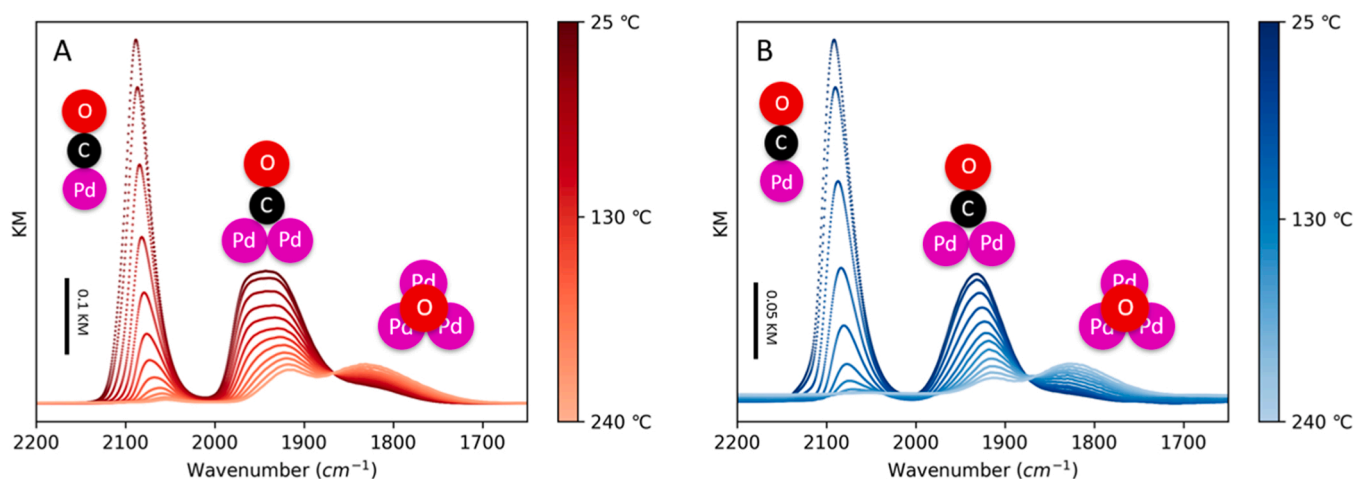 A
O
C
Pd
O
C
Pd Pd
Pd
O
Pd Pd
0.1 KM
KM
2200 2100 2000 1900 1800 1700
Wavenumber (cm⁻¹)
25 ℃
130 ℃
240 ℃
B
O
C
Pd
O
C
Pd Pd
Pd
O
Pd Pd
0.05 KM
KM
2200 2100 2000 1900 1800 1700
Wavenumber (cm⁻¹)
25 ℃
130 ℃
240 ℃